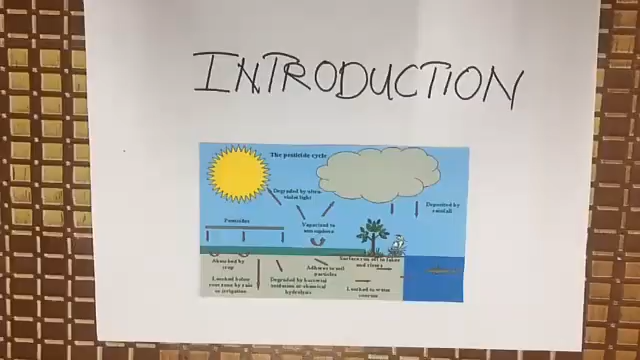 INTRODUCTION
The pesticide cycle
Degraded by ultra-
violet light
Deposited by
rainfall
Pesticides
Vaporized to
atmosphere
Absorbed by
crop
Surface run off to lakes
and rivers
Adheres to soil
particles
Leached below
root zone by rain
or irrigation
Degraded by bacterial
oxidation or chemical
hydrolysis
Leached to water